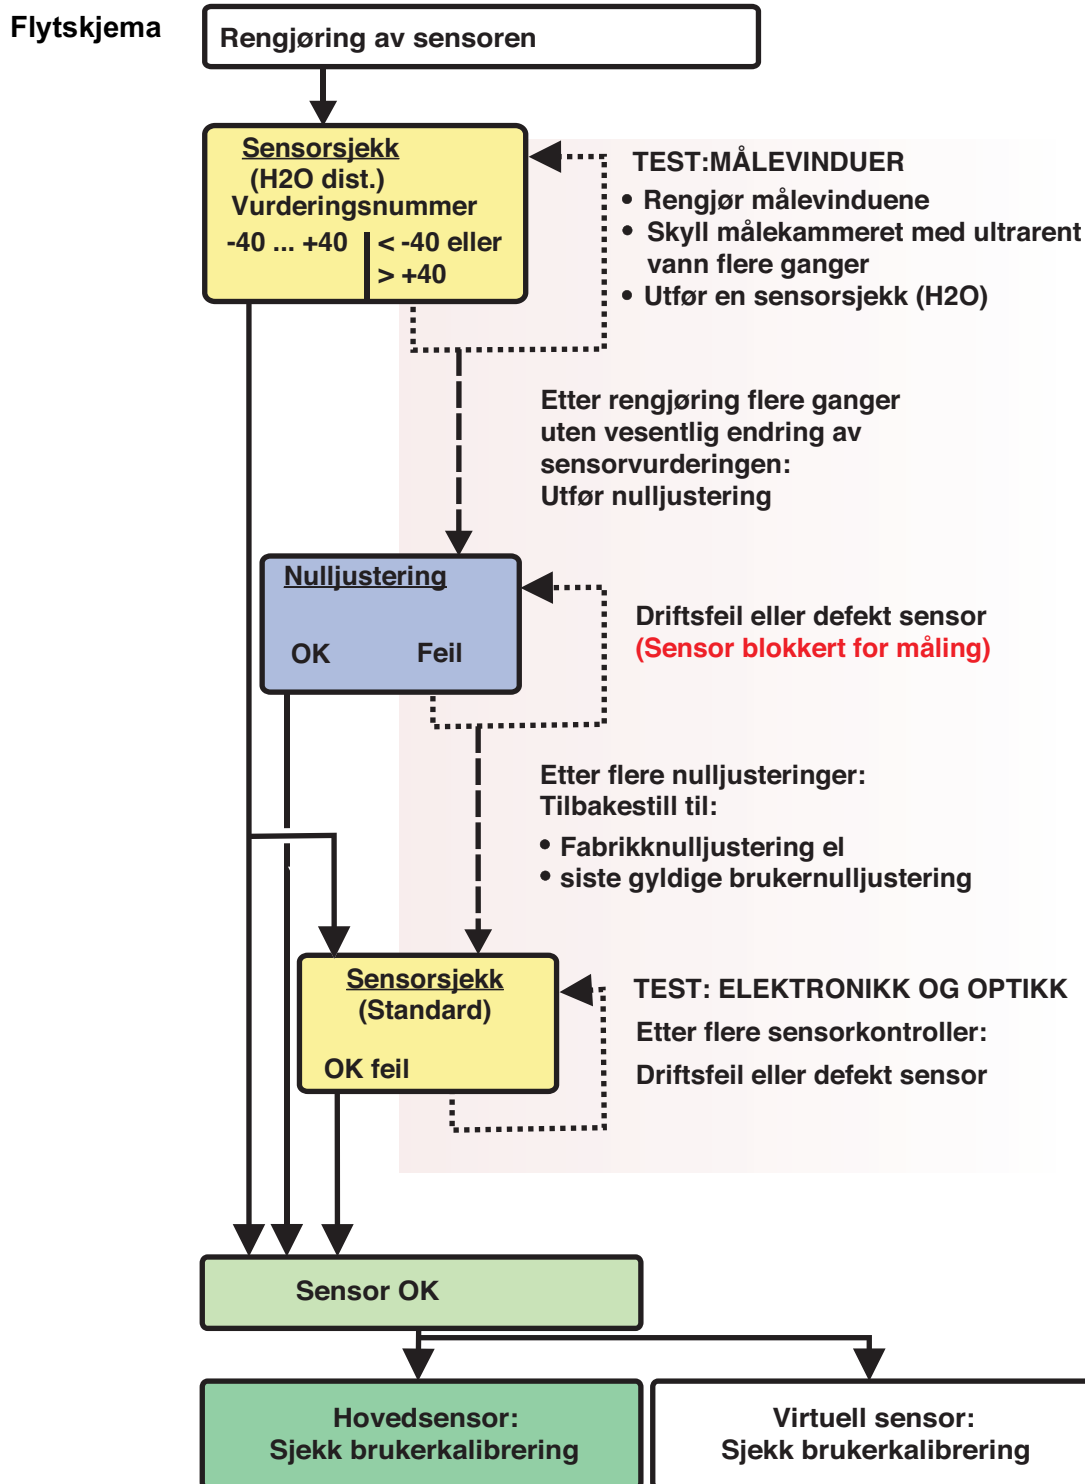 Flytskjema
Rengjøring av sensoren
Sensorsjekk
(H2O dist.)
Vurderingsnummer
-40 ... +40
< -40 eller
> +40
TEST:MÅLEVINDUER
• Rengjør målevinduene
• Skyll målekammeret med ultrarent
vann flere ganger
• Utfør en sensorsjekk (H2O)
Etter rengjøring flere ganger
uten vesentlig endring av
sensorvurderingen:
Utfør nulljustering
Nulljustering
OK Feil
Driftsfeil eller defekt sensor
(Sensor blokkert for måling)
Etter flere nulljusteringer:
Tilbakestill til:
• Fabrikknulljustering el
• siste gyldige brukernulljustering
Sensorsjekk
(Standard)
OK feil
TEST: ELEKTRONIKK OG OPTIKK
Etter flere sensorkontroller:
Driftsfeil eller defekt sensor
Sensor OK
Hovedsensor:
Sjekk brukerkalibrering
Virtuell sensor:
Sjekk brukerkalibrering